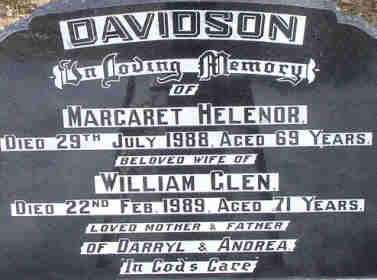 DAVIDSON
In Loving Memory
OF
MARGARET HELENOR.
DIED 29TH JULY 1988, AGED 69 YEARS.
BELOVED WIFE OF
WILLIAM GLEN.
DIED 22ND FEB. 1989, AGED 71 YEARS.
LOVED MOTHER & FATHER
OF DARRYL & ANDREA.
In God's Care